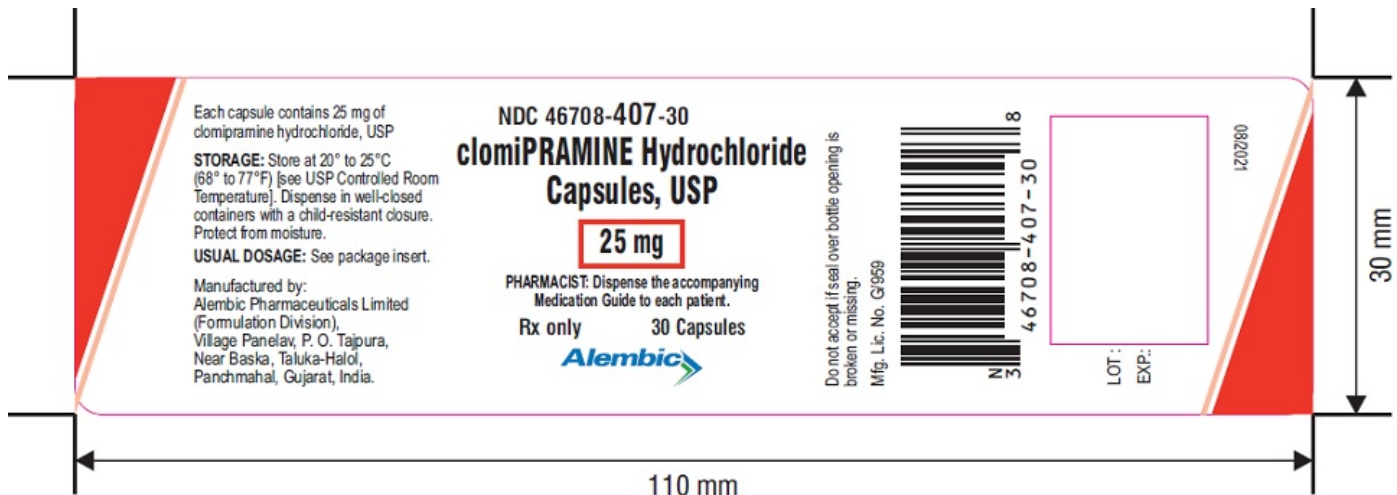 Each capsule contains 25 mg of
clomipramine hydrochloride, USP
STORAGE: Store at 20° to 25°C
(68° to 77°F) [see USP Controlled Room
Temperature]. Dispense in well-closed
containers with a child-resistant closure.
Protect from moisture.
USUAL DOSAGE: See package insert.
Manufactured by:
Alembic Pharmaceuticals Limited
(Formulation Division),
Village Panelav, P. O. Tajpura,
Near Baska, Taluka-Halol,
Panchmahal, Gujarat, India.
NDC 46708-407-30
clomiPRAMINE Hydrochloride
Capsules, USP
25 mg
PHARMACIST: Dispense the accompanying
Medication Guide to each patient.
Rx only 30 Capsules
Alembic
Do not accept if seal over bottle opening is
broken or missing.
Mfg. Lic. No. G/959
N
3
46708-407-30
8
LOT :
EXP.:
08/2021
30 mm
110 mm